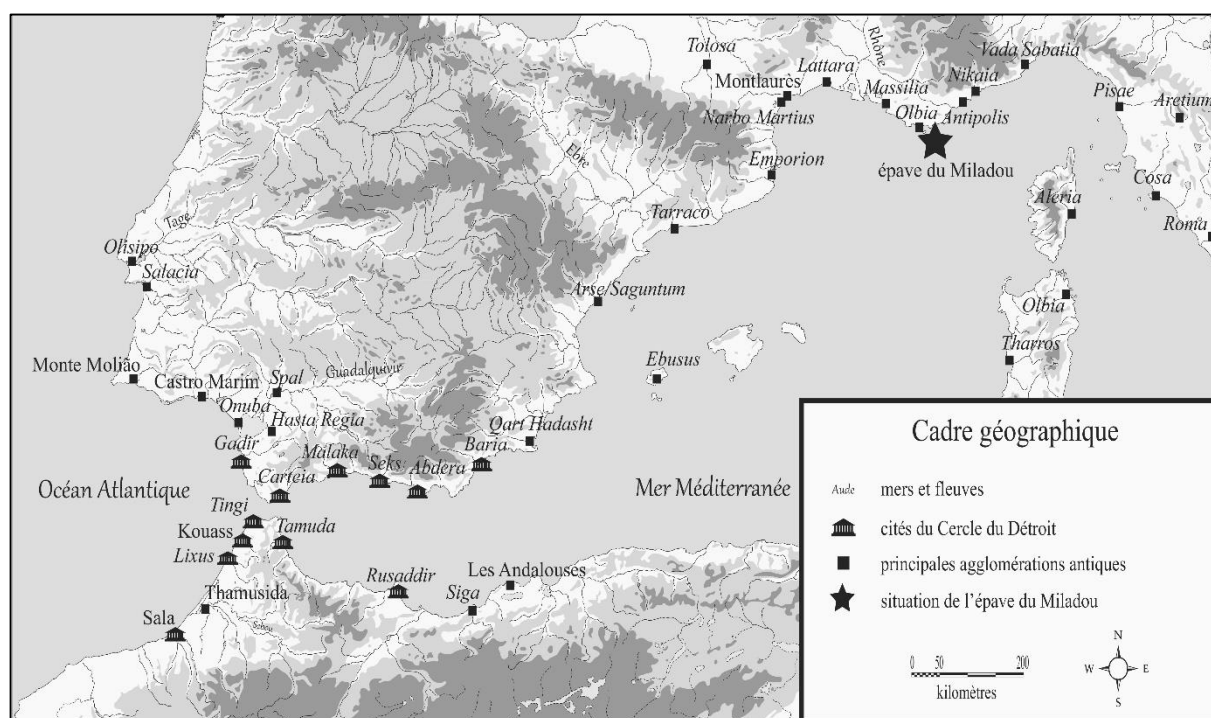 Tolosa
Rhône
Vada Sabatia
Lattara
Montlaurès
Nikaia
Massilia
Pisae
Aretium
Narbo Martius
Olbia
Antipolis
Ebre
Emporion
épave du Miladou
Cosa
Aleria
Tage
Tarraco
Roma
Olisipo
Salacia
Arse/Saguntum
Olbia
Tharros
Monte Molião
Ebusus
Castro Marim
Spal
Guadalquivir
Onuba
Hasta Regia
Qart Hadasht
Gadir
Malaka
Seks
Abdera
Baria
Carteia
Océan Atlantique
Mer Méditerranée
Tingi
Kouass
Tamuda
Lixus
Rusaddir
Les Andalouses
Siga
Thamusida
Sala
Sebou
Cadre géographique
Aude mers et fleuves
cités du Cercle du Détroit
principales agglomérations antiques
situation de l'épave du Miladou
0 50 200
kilomètres
N
W E
S